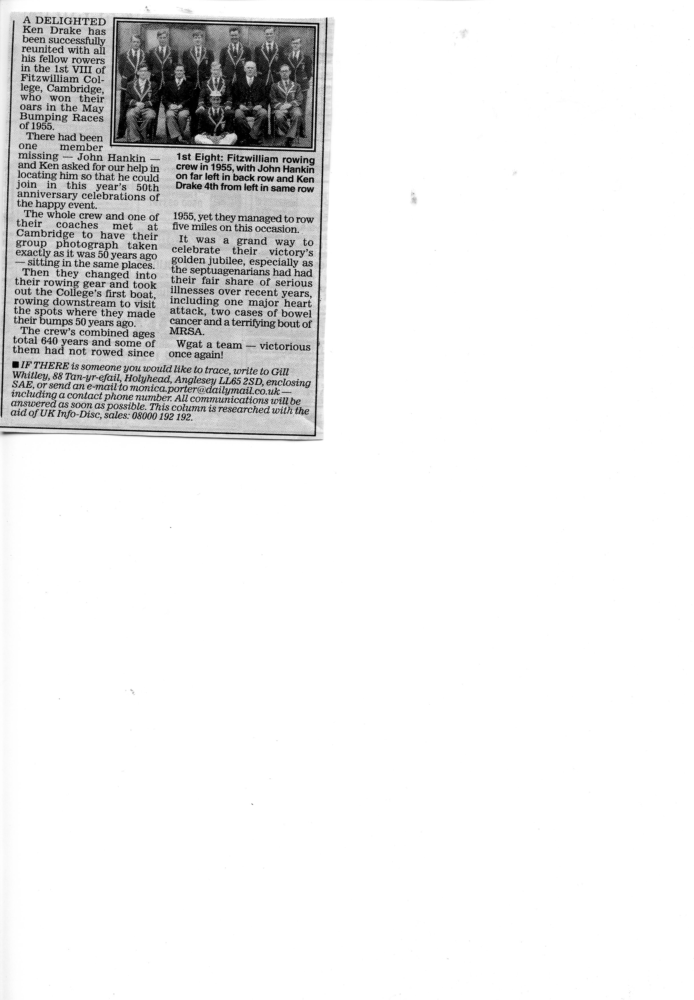 A DELIGHTED
Ken Drake has
been successfully
reunited with all
his fellow rowers
in the 1st VIII of
Fitzwilliam Col-
lege, Cambridge,
who won their
oars in the May
Bumping Races
of 1955.
There had been
one member
missing — John Hankin —
and Ken asked for our help in
locating him so that he could
join in this year's 50th
anniversary celebrations of
the happy event.
The whole crew and one of
their coaches met at
Cambridge to have their
group photograph taken
exactly as it was 50 years ago
— sitting in the same places.
Then they changed into
their rowing gear and took
out the College's first boat,
rowing downstream to visit
the spots where they made
their bumps 50 years ago.
The crew's combined ages
total 640 years and some of
them had not rowed since
1st Eight: Fitzwilliam rowing
crew in 1955, with John Hankin
on far left in back row and Ken
Drake 4th from left in same row
1955, yet they managed to row
five miles on this occasion.
It was a grand way to
celebrate their victory's
golden jubilee, especially as
the septuagenarians had had
their fair share of serious
illnesses over recent years,
including one major heart
attack, two cases of bowel
cancer and a terrifying bout of
MRSA.
Wgat a team — victorious
once again!
■ IF THERE is someone you would like to trace, write to Gill
Whitley, 88 Tan-yr-efail, Holyhead, Anglesey LL65 2SD, enclosing
SAE, or send an e-mail to monica.porter@dailymail.co.uk —
including a contact phone number. All communications will be
answered as soon as possible. This column is researched with the
aid of UK Info-Disc, sales: 08000 192 192.